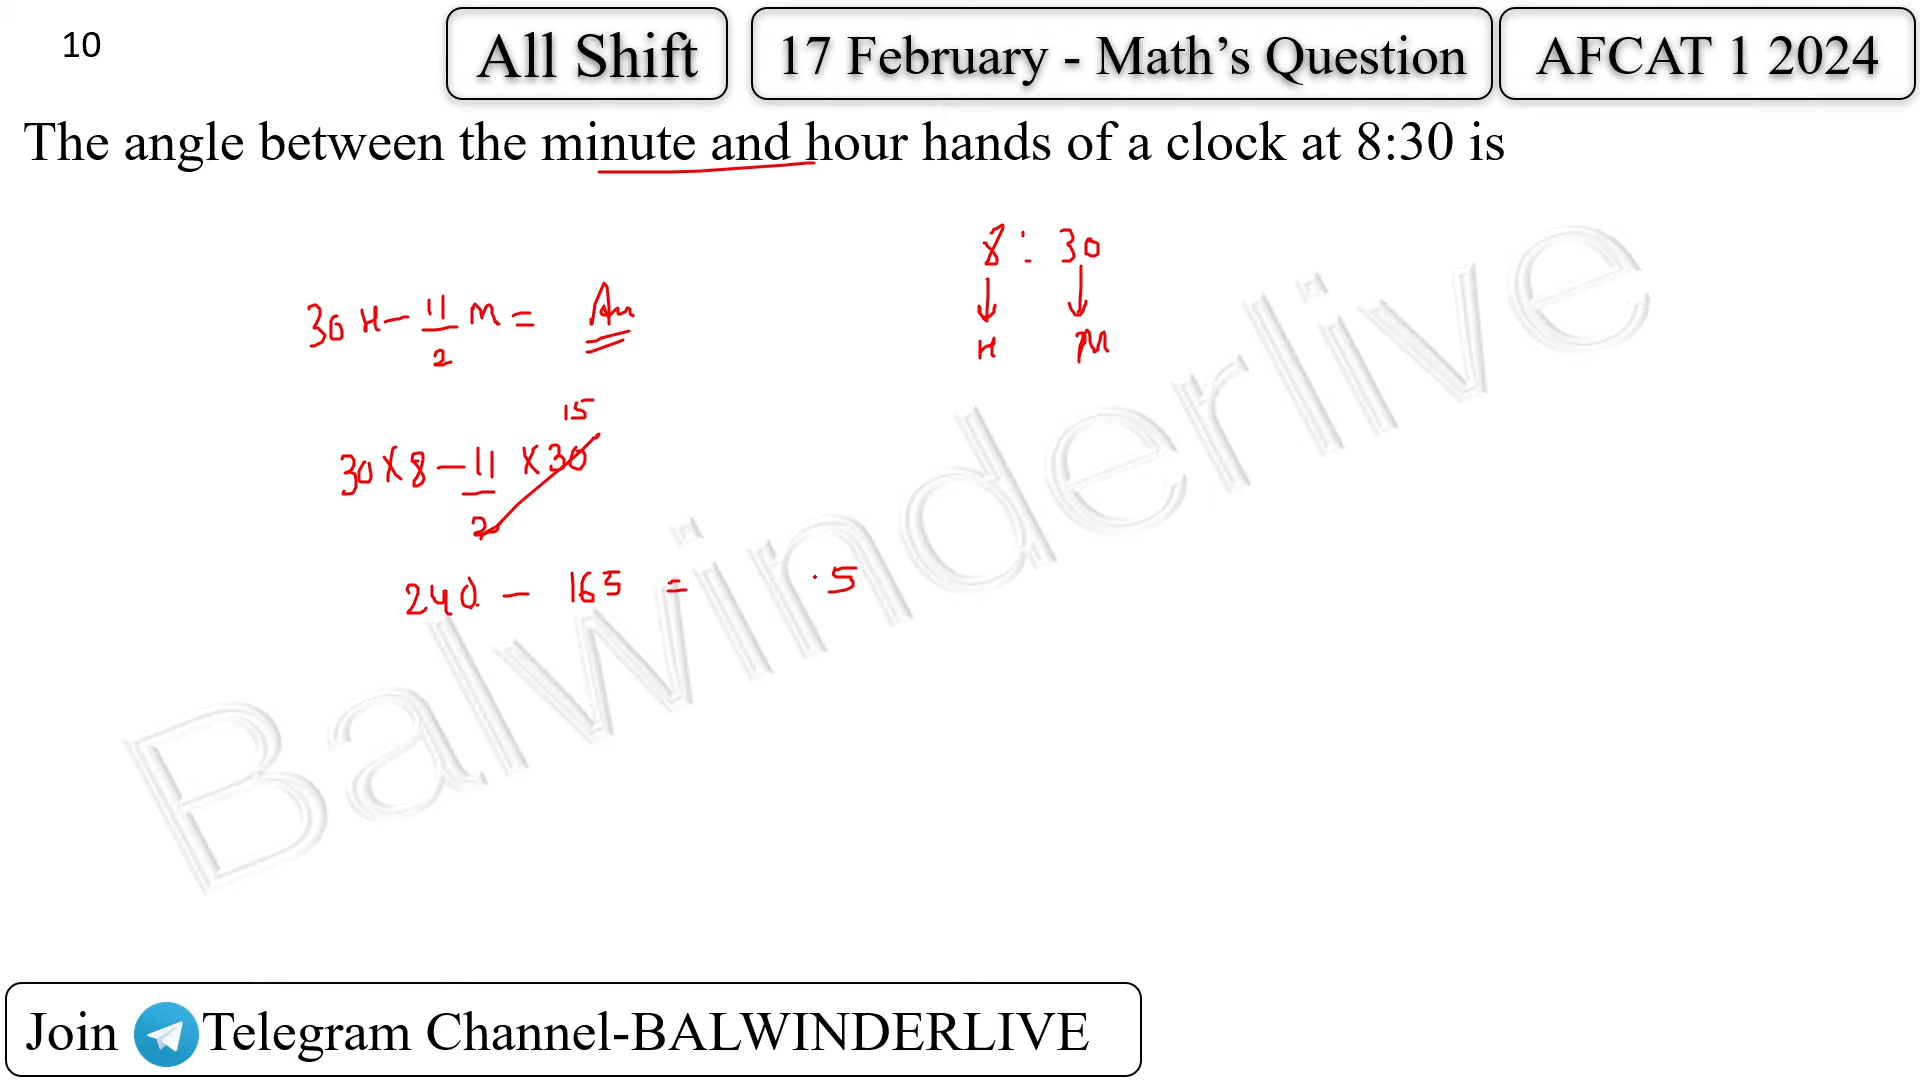 10
All Shift
17 February - Math’s Question
AFCAT 1 2024
The angle between the minute and hour hands of a clock at 8:30 is
8 : 30
H M
30 H - 11/2 M = Ans
15
30 X 8 - 11/2 X 30
240 - 165 = 5
Balwinderlive
Join Telegram Channel-BALWINDERLIVE